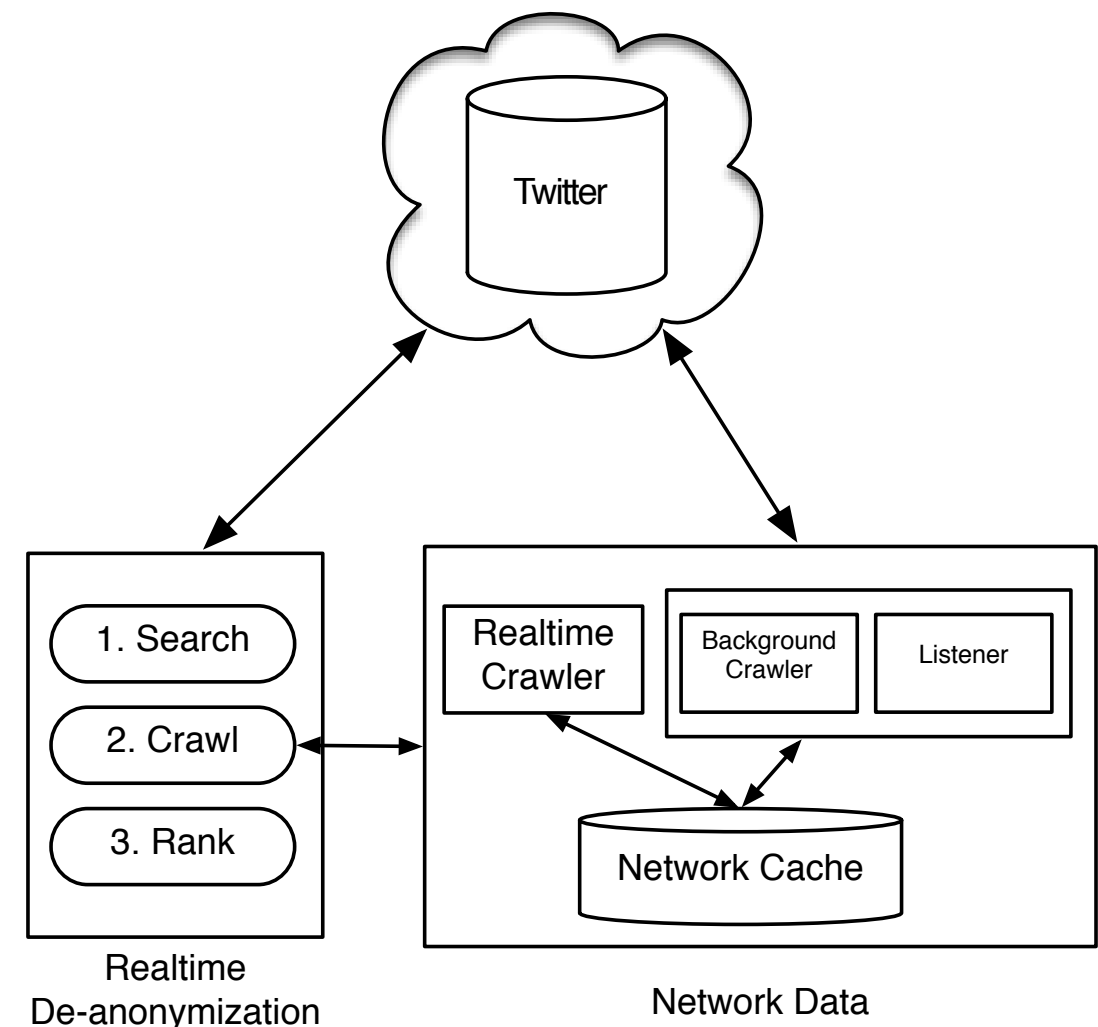 Twitter
1. Search
2. Crawl
3. Rank
Realtime
De-anonymization
Realtime
Crawler
Background
Crawler
Listener
Network Cache
Network Data